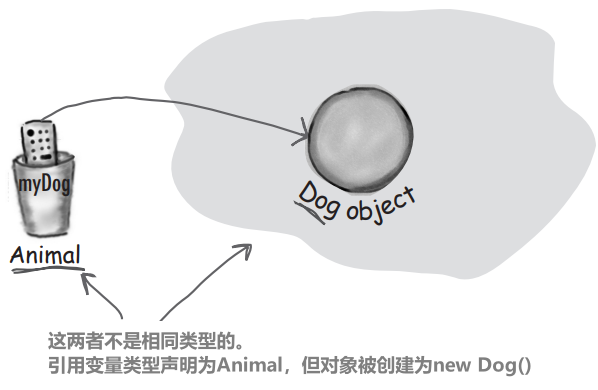 myDog
Dog object
Animal
这两者不是相同类型的。
引用变量类型声明为Animal，但对象被创建为new Dog()